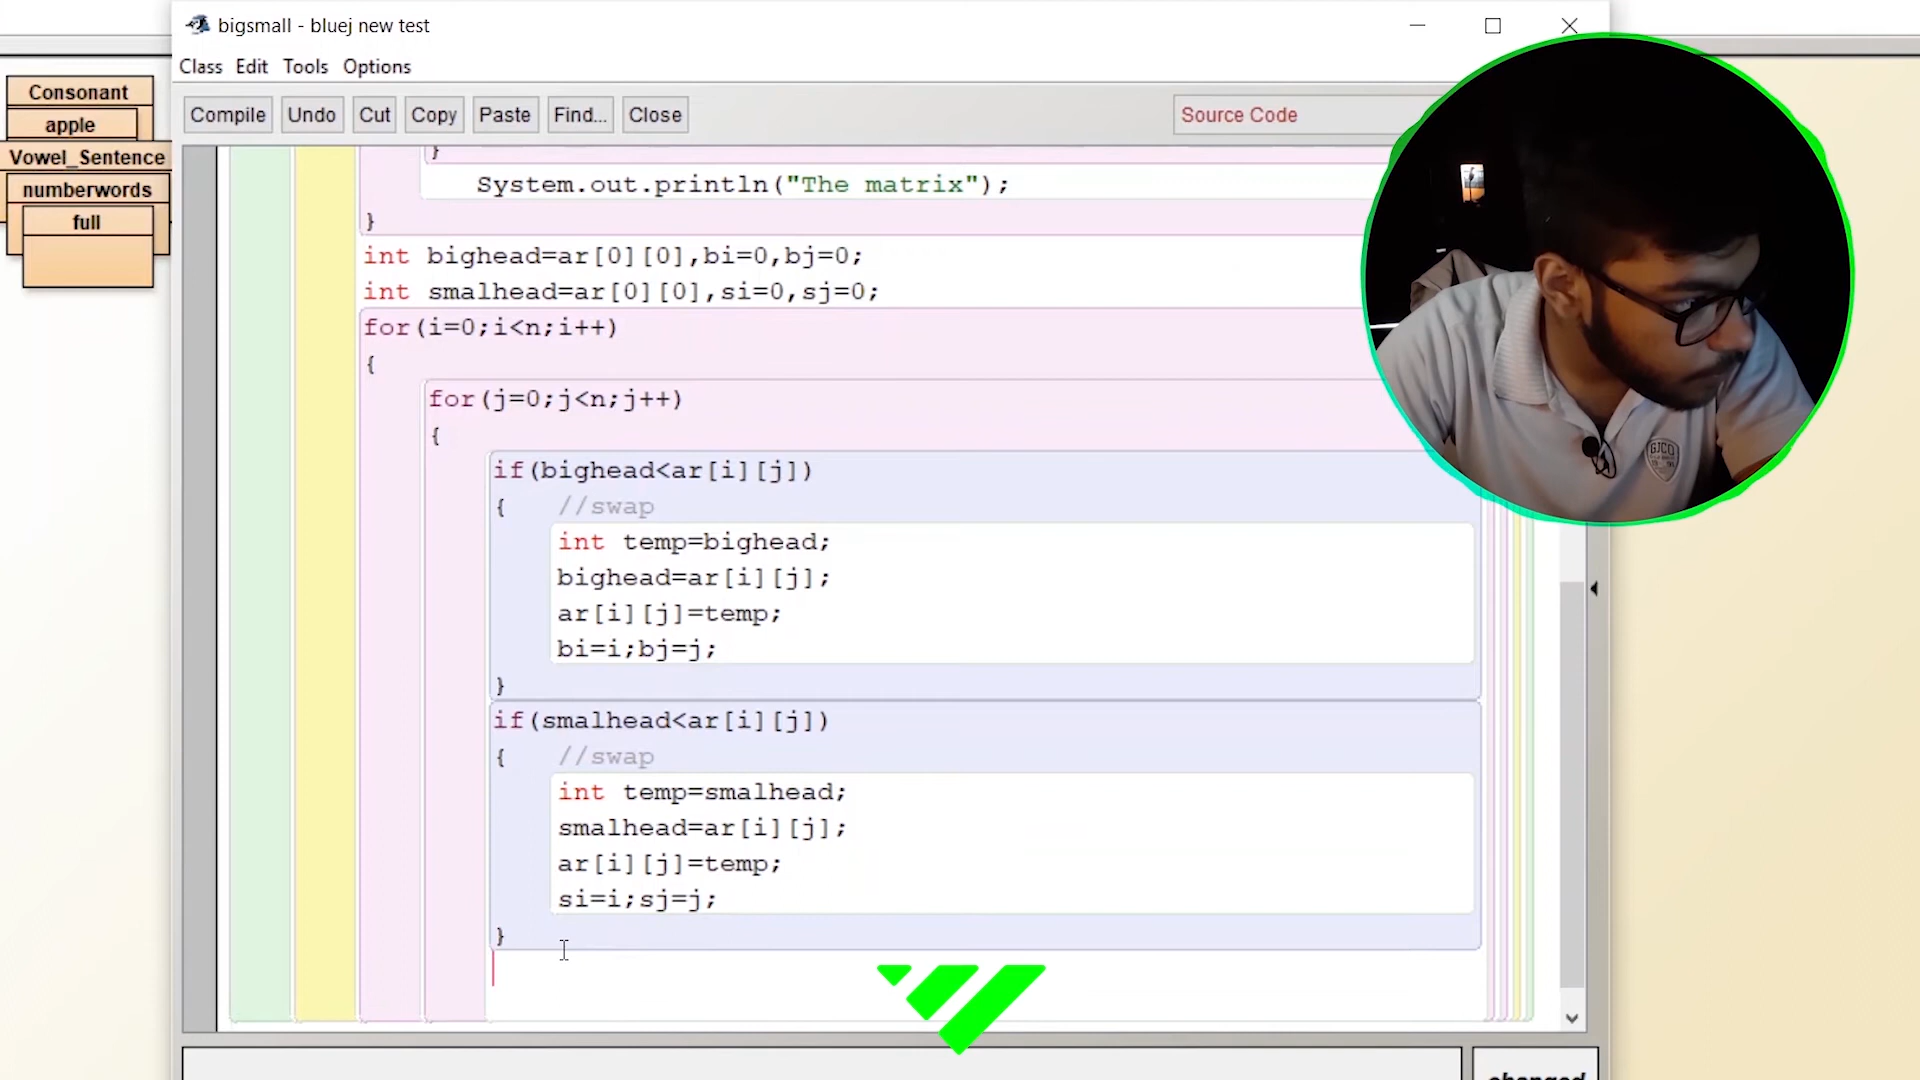 bigsmall - bluej new test
Class Edit Tools Options
Compile Undo Cut Copy Paste Find... Close Source Code
Consonant
apple
Vowel_Sentence
numberwords
full
}
System.out.println("The matrix");
}
int bighead=ar[0][0],bi=0,bj=0;
int smalhead=ar[0][0],si=0,sj=0;
for(i=0;i<n;i++)
{
for(j=0;j<n;j++)
{
if(bighead<ar[i][j])
{ //swap
int temp=bighead;
bighead=ar[i][j];
ar[i][j]=temp;
bi=i;bj=j;
}
if(smalhead<ar[i][j])
{ //swap
int temp=smalhead;
smalhead=ar[i][j];
ar[i][j]=temp;
si=i;sj=j;
}
changed
GJCO